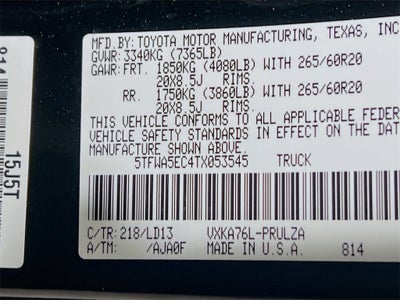 MFD.BY:TOYOTA MOTOR MANUFACTURING, TEXAS, INC
GVWR: 3340KG (7365LB)
GAWR: FRT. 1850KG (4080LB) WITH 265/60R20
20X8.5J RIMS.
RR. 1750KG (3860LB) WITH 265/60R20
20X8.5J RIMS.
THIS VEHICLE CONFORMS TO ALL APPLICABLE FEDER
VEHICLE SAFETY STANDARDS IN EFFECT ON THE DA
MANUFACTURE SHOWN ABOVE.
5TFWA5EC4TX053545 TRUCK
C/TR: 218/LD13 VXKA76L-PRULZA
A/TM: /AJA0F MADE IN U.S.A. 814
814
15J5T